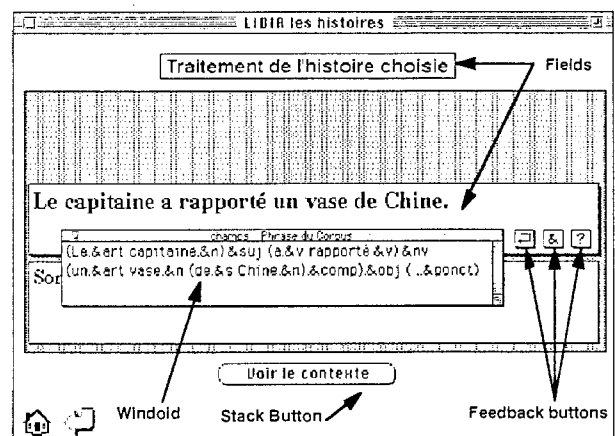 LIDIA les histoires
Traitement de l'histoire choisie
Fields
Le capitaine a rapporté un vase de Chine.
champs Phrase du Corpus
(Le.&art capitaine.&n) &suj (a.&v rapporté &v) &nv
& ?
(un.&art vase.&n (de.&s Chine.&n).&comp).&obj ( ..&ponct)
Sor
Voir le contexte
Windoid
Stack Button
Feedback buttons